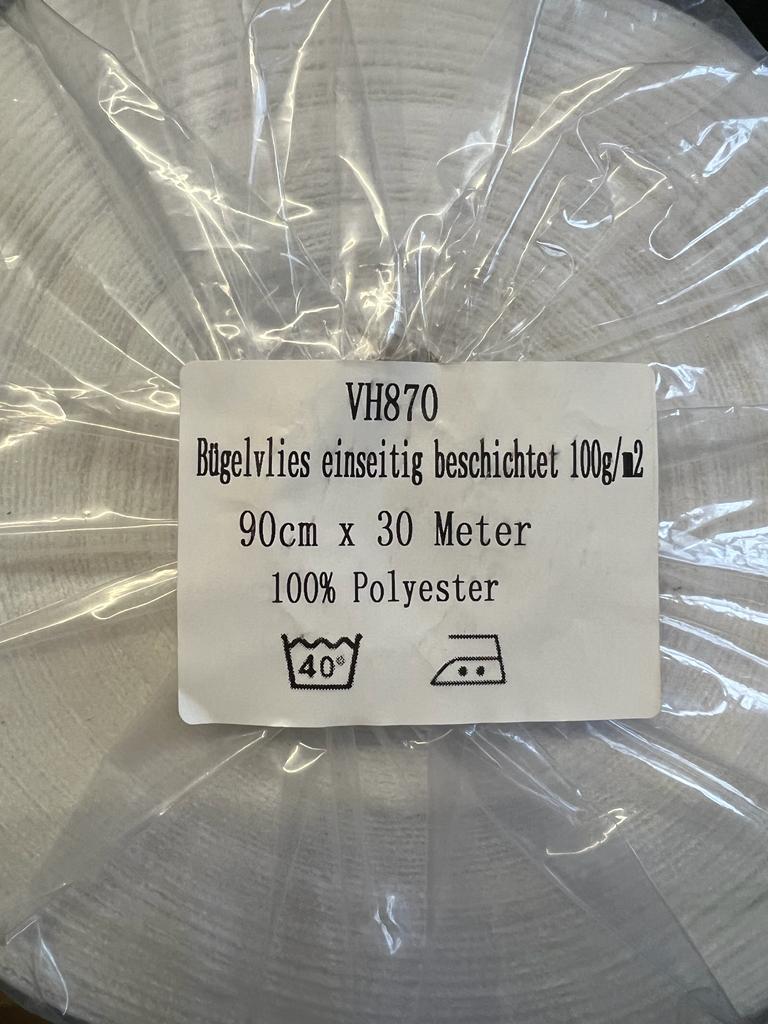 VH870
Bügelvlies einseitig beschichtet 100g/m2
90cm x 30 Meter
100% Polyester
40°